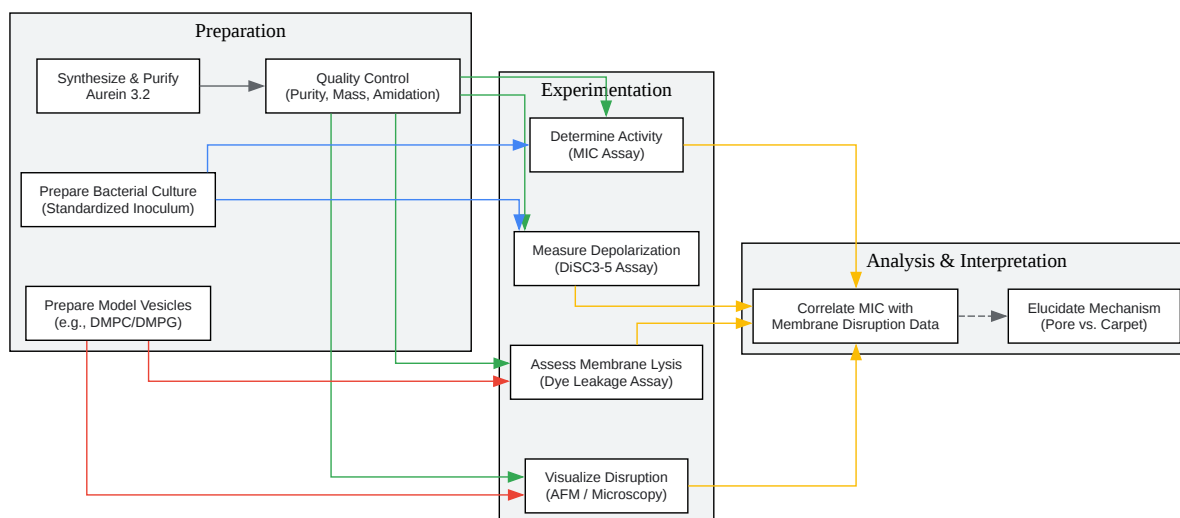 Preparation
Synthesize & Purify
Aurein 3.2
Quality Control
(Purity, Mass, Amidation)
Prepare Bacterial Culture
(Standardized Inoculum)
Prepare Model Vesicles
(e.g., DMPC/DMPG)
Experimentation
Determine Activity
(MIC Assay)
Measure Depolarization
(DiSC3-5 Assay)
Assess Membrane Lysis
(Dye Leakage Assay)
Visualize Disruption
(AFM / Microscopy)
Analysis & Interpretation
Correlate MIC with
Membrane Disruption Data
Elucidate Mechanism
(Pore vs. Carpet)